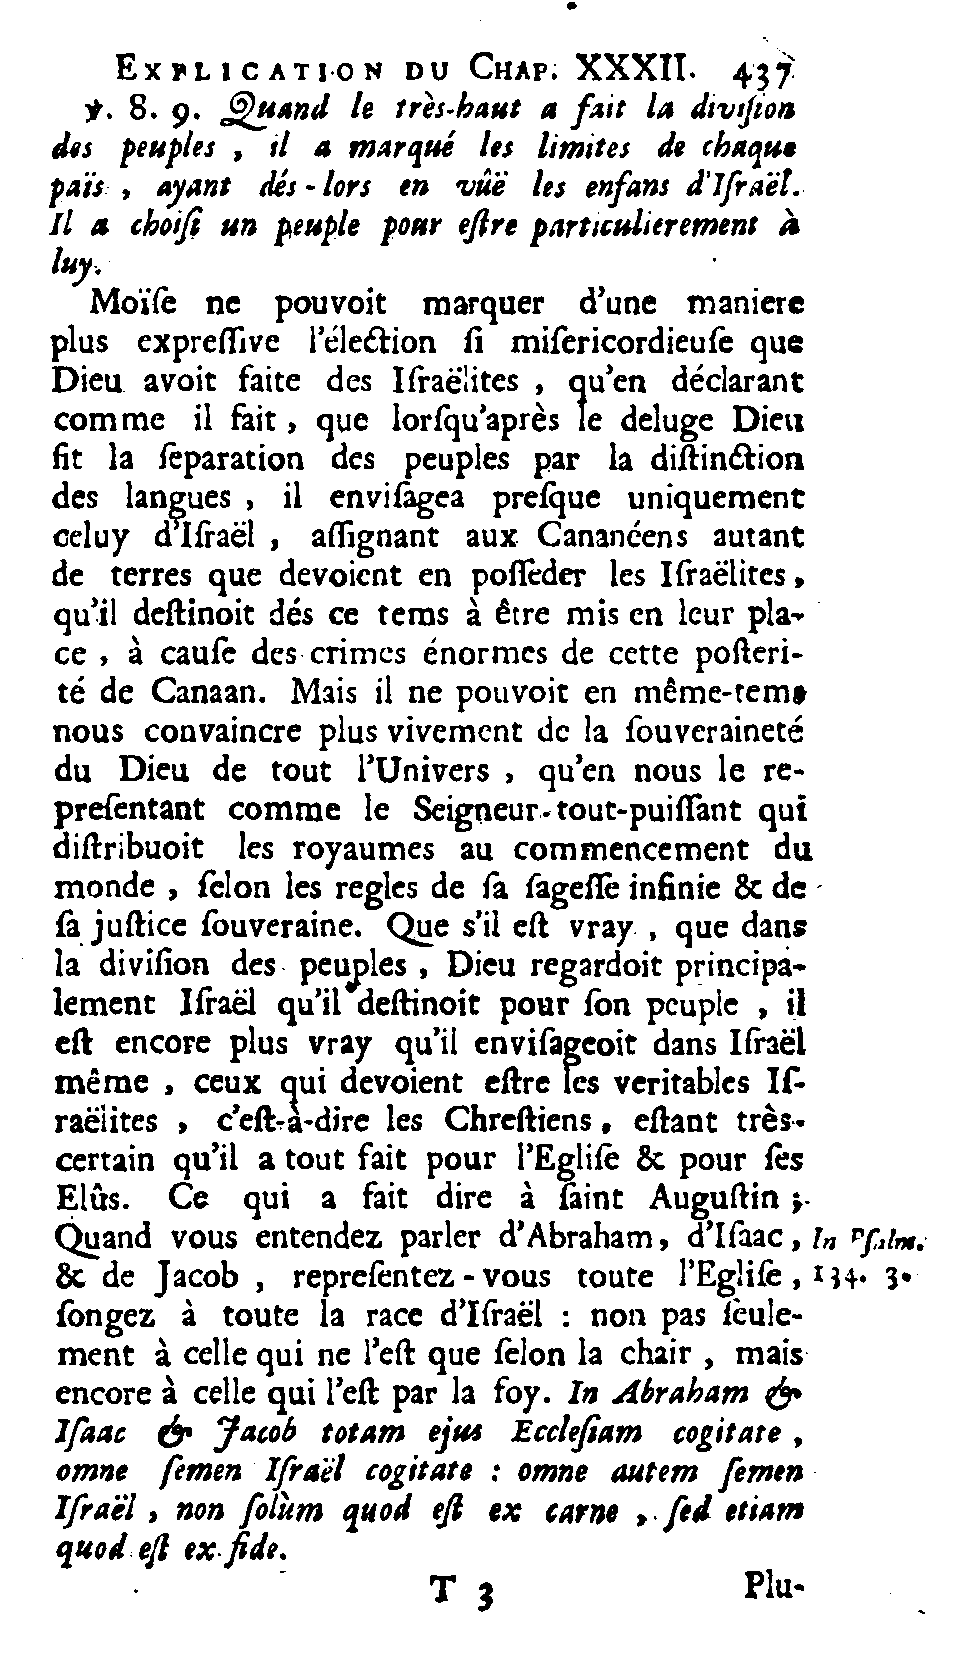 EXPLICATION DU CHAP. XXXII. 437
℣. 8. 9. Quand le très-haut a fait la diviſion
des peuples, il a marqué les limites de chaque
païs, ayant dés-lors en vûë les enfans d'Iſraël.
Il a choiſi un peuple pour eſtre particulierement à
luy.
Moïſe ne pouvoit marquer d'une maniere
plus expreſſive l'élection ſi miſericordieuſe que
Dieu avoit faite des Iſraëlites, qu'en déclarant
comme il fait, que lorſqu'après le deluge Dieu
fit la ſeparation des peuples par la diſtinction
des langues, il enviſagea preſque uniquement
celuy d'Iſraël, aſſignant aux Cananéens autant
de terres que devoient en poſſeder les Iſraëlites,
qu'il deſtinoit dés ce tems à être mis en leur pla-
ce, à cauſe des crimes énormes de cette poſteri-
té de Canaan. Mais il ne pouvoit en même-tems
nous convaincre plus vivement de la ſouveraineté
du Dieu de tout l'Univers, qu'en nous le re-
preſentant comme le Seigneur tout-puiſſant qui
diſtribuoit les royaumes au commencement du
monde, ſelon les regles de ſa ſageſſe infinie & de
ſa juſtice ſouveraine. Que s'il eſt vray, que dans
la diviſion des peuples, Dieu regardoit principa-
lement Iſraël qu'il deſtinoit pour ſon peuple, il
eſt encore plus vray qu'il enviſageoit dans Iſraël
même, ceux qui devoient eſtre les veritables Iſ-
raëlites, c'eſt-à-dire les Chreſtiens, eſtant très-
certain qu'il a tout fait pour l'Egliſe & pour ſes
Elûs. Ce qui a fait dire à ſaint Auguſtin ;
Quand vous entendez parler d'Abraham, d'Iſaac, In Pſalm.
& de Jacob, repreſentez-vous toute l'Egliſe, 134. 3.
ſongez à toute la race d'Iſraël : non pas ſeule-
ment à celle qui ne l'eſt que ſelon la chair, mais
encore à celle qui l'eſt par la foy. In Abraham &
Iſaac & Jacob totam ejus Eccleſiam cogitate,
omne ſemen Iſraël cogitate : omne autem ſemen
Iſraël, non ſolùm quod eſt ex carne, ſed etiam
quod eſt ex fide.
T 3 Plu-